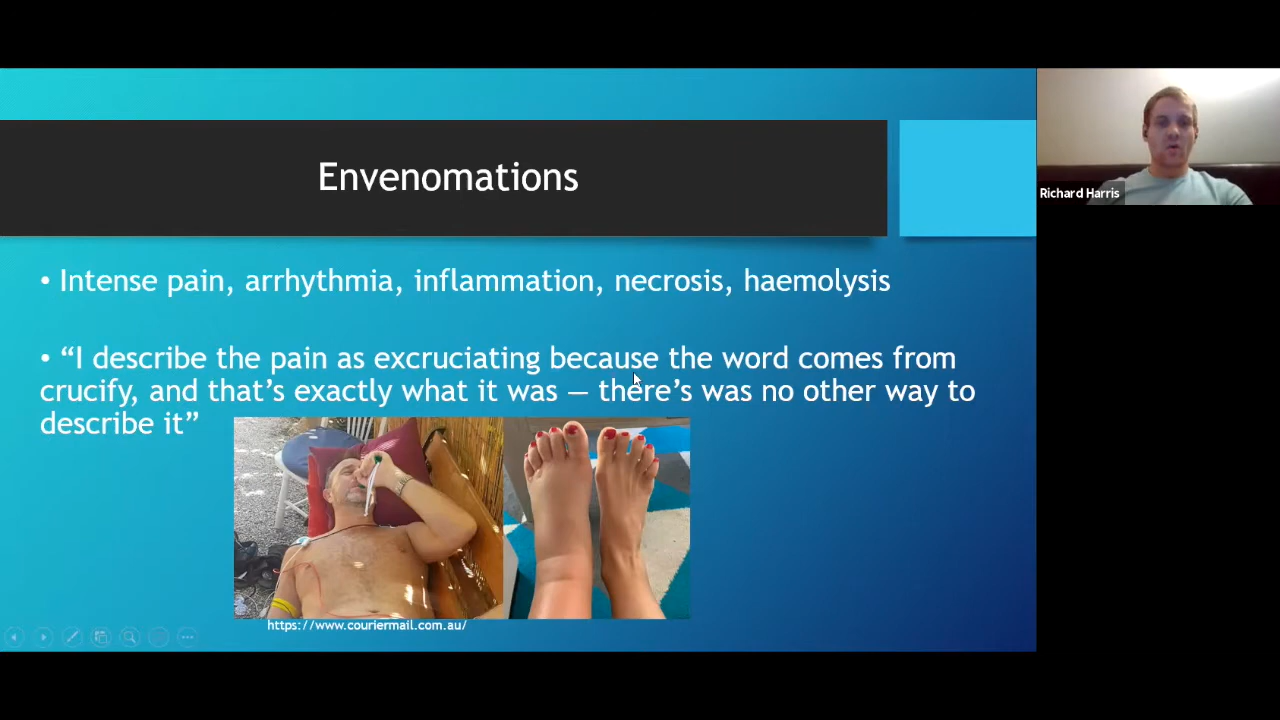 Envenomations
• Intense pain, arrhythmia, inflammation, necrosis, haemolysis
• “I describe the pain as excruciating because the word comes from
crucify, and that’s exactly what it was — there’s was no other way to
describe it”
https://www.couriermail.com.au/
Richard Harris